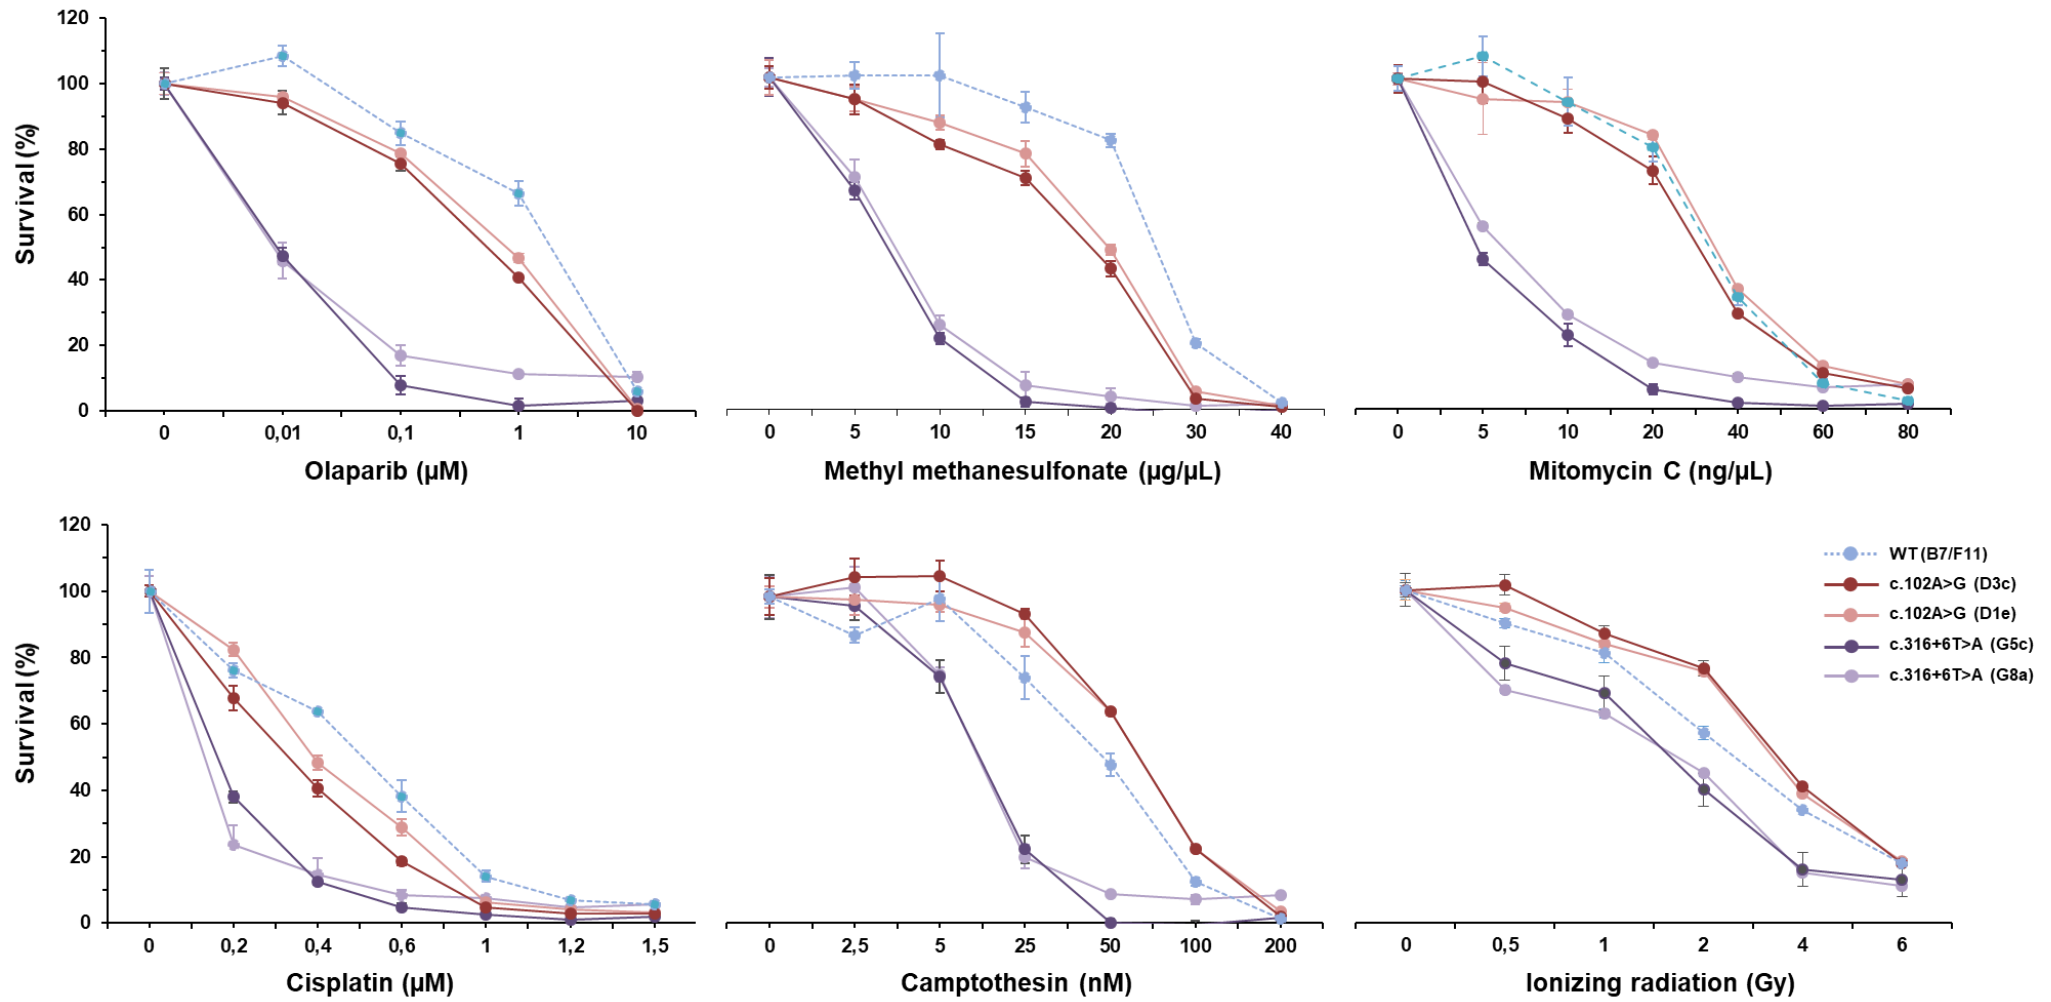 120
100
80
60
40
20
0
Survival (%)
0 0,01 0,1 1 10
Olaparib (µM)
0 5 10 15 20 30 40
Methyl methanesulfonate (µg/µL)
0 5 10 20 40 60 80
Mitomycin C (ng/µL)
120
100
80
60
40
20
0
Survival (%)
0 0,2 0,4 0,6 1 1,2 1,5
Cisplatin (µM)
0 2,5 5 25 50 100 200
Camptothesin (nM)
WT (B7/F11)
c.102A>G (D3c)
c.102A>G (D1e)
c.316+6T>A (G5c)
c.316+6T>A (G8a)
0 0,5 1 2 4 6
Ionizing radiation (Gy)